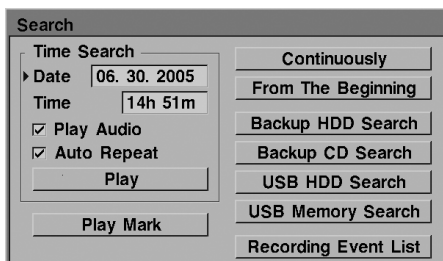 Search
Time Search
Date 06. 30. 2005
Time 14h 51m
Play Audio
Auto Repeat
Play
Play Mark
Continuously
From The Beginning
Backup HDD Search
Backup CD Search
USB HDD Search
USB Memory Search
Recording Event List